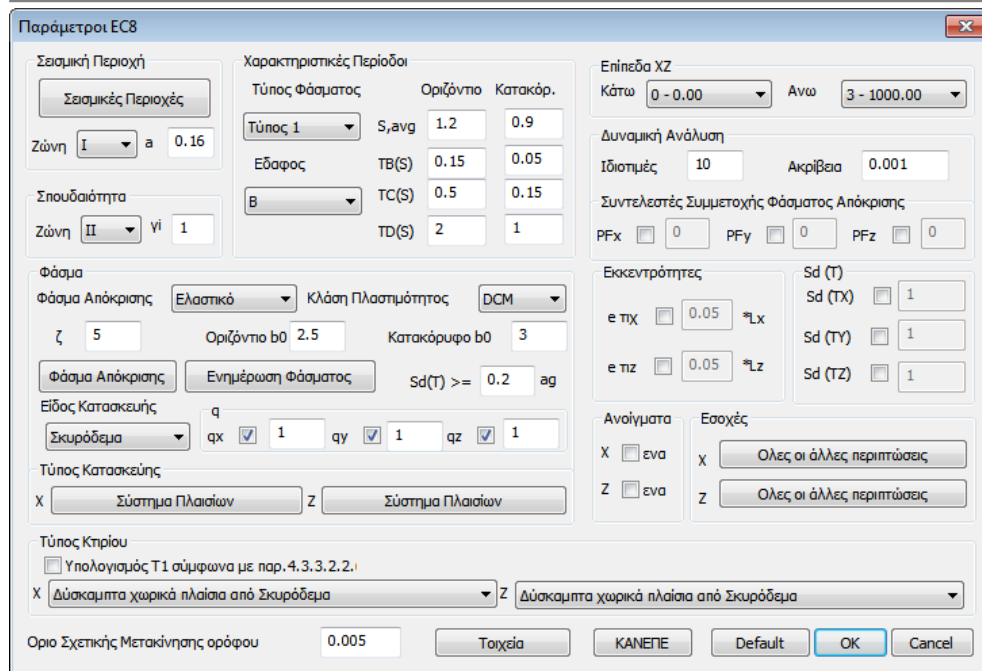 Παράμετροι EC8
Σεισμική Περιοχή
Σεισμικές Περιοχές
Ζώνη I a 0.16
Σπουδαιότητα
Ζώνη II γi 1
Χαρακτηριστικές Περίοδοι
Τύπος Φάσματος Οριζόντιο Κατακόρ.
Τύπος 1 S,avg 1.2 0.9
Εδαφος TB(S) 0.15 0.05
B TC(S) 0.5 0.15
TD(S) 2 1
Επίπεδα XZ
Κάτω 0 - 0.00 Ανω 3 - 1000.00
Δυναμική Ανάλυση
Ιδιοτιμές 10 Ακρίβεια 0.001
Συντελεστές Συμμετοχής Φάσματος Απόκρισης
PFx 0 PFy 0 PFz 0
Φάσμα
Φάσμα Απόκρισης Ελαστικό Κλάση Πλαστιμότητος DCM
ζ 5 Οριζόντιο b0 2.5 Κατακόρυφο b0 3
Φάσμα Απόκρισης Ενημέρωση Φάσματος Sd(T) >= 0.2 ag
Είδος Κατασκευής q
Σκυρόδεμα qx 1 qy 1 qz 1
Τύπος Κατασκεύης
X Σύστημα Πλαισίων Z Σύστημα Πλαισίων
Εκκεντρότητες
e τιχ 0.05 *Lx
e τιz 0.05 *Lz
Sd (T)
Sd (TX) 1
Sd (TY) 1
Sd (TZ) 1
Ανοίγματα
X ενα
Z ενα
Εσοχές
X Ολες οι άλλες περιπτώσεις
Z Ολες οι άλλες περιπτώσεις
Τύπος Κτιρίου
Υπολογισμός T1 σύμφωνα με παρ.4.3.3.2.2.
X Δύσκαμπτα χωρικά πλαίσια από Σκυρόδεμα Z Δύσκαμπτα χωρικά πλαίσια από Σκυρόδεμα
Οριο Σχετικής Μετακίνησης ορόφου 0.005 Τοιχεία ΚΑΝΕΠΕ Default OK Cancel